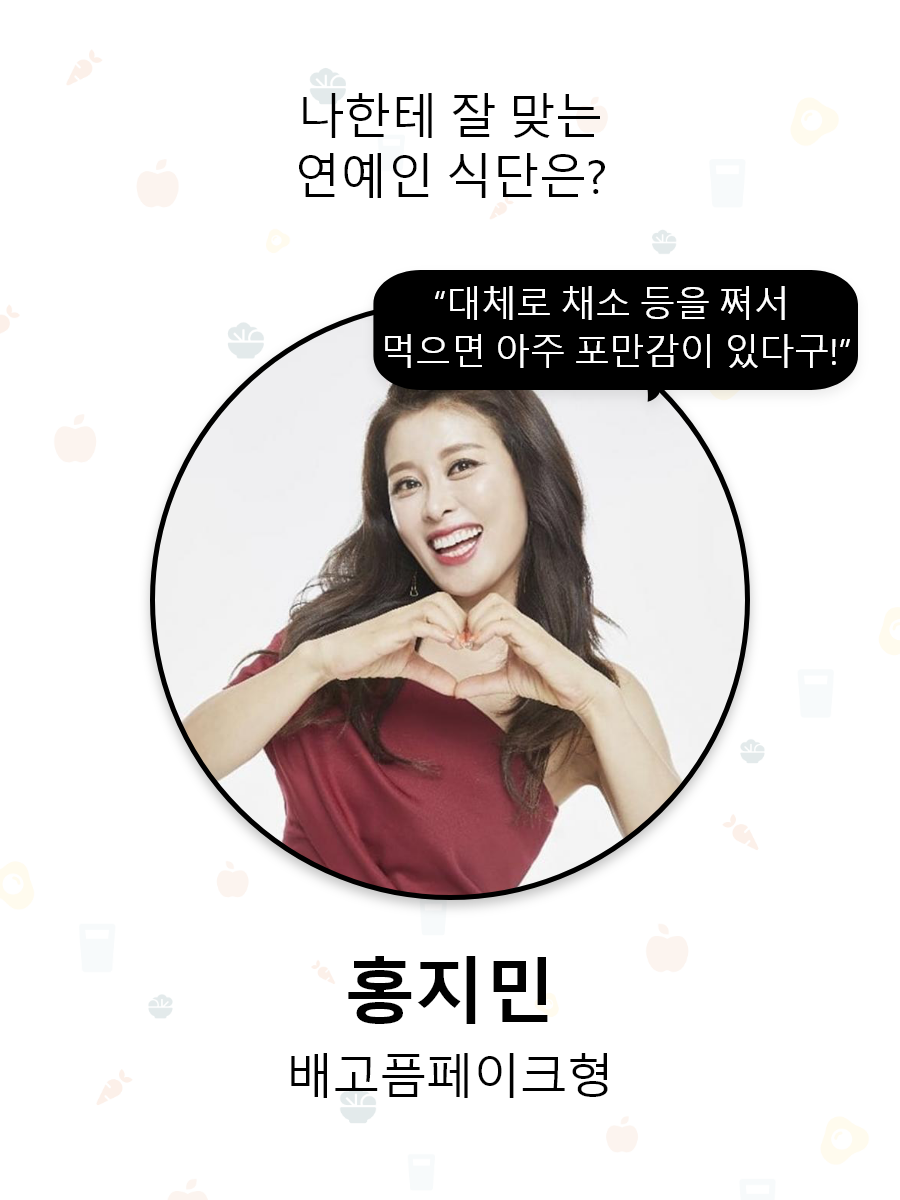 나한테 잘 맞는
연예인 식단은?
“대체로 채소 등을 쪄서
먹으면 아주 포만감이 있다구!”
홍지민
배고픔페이크형